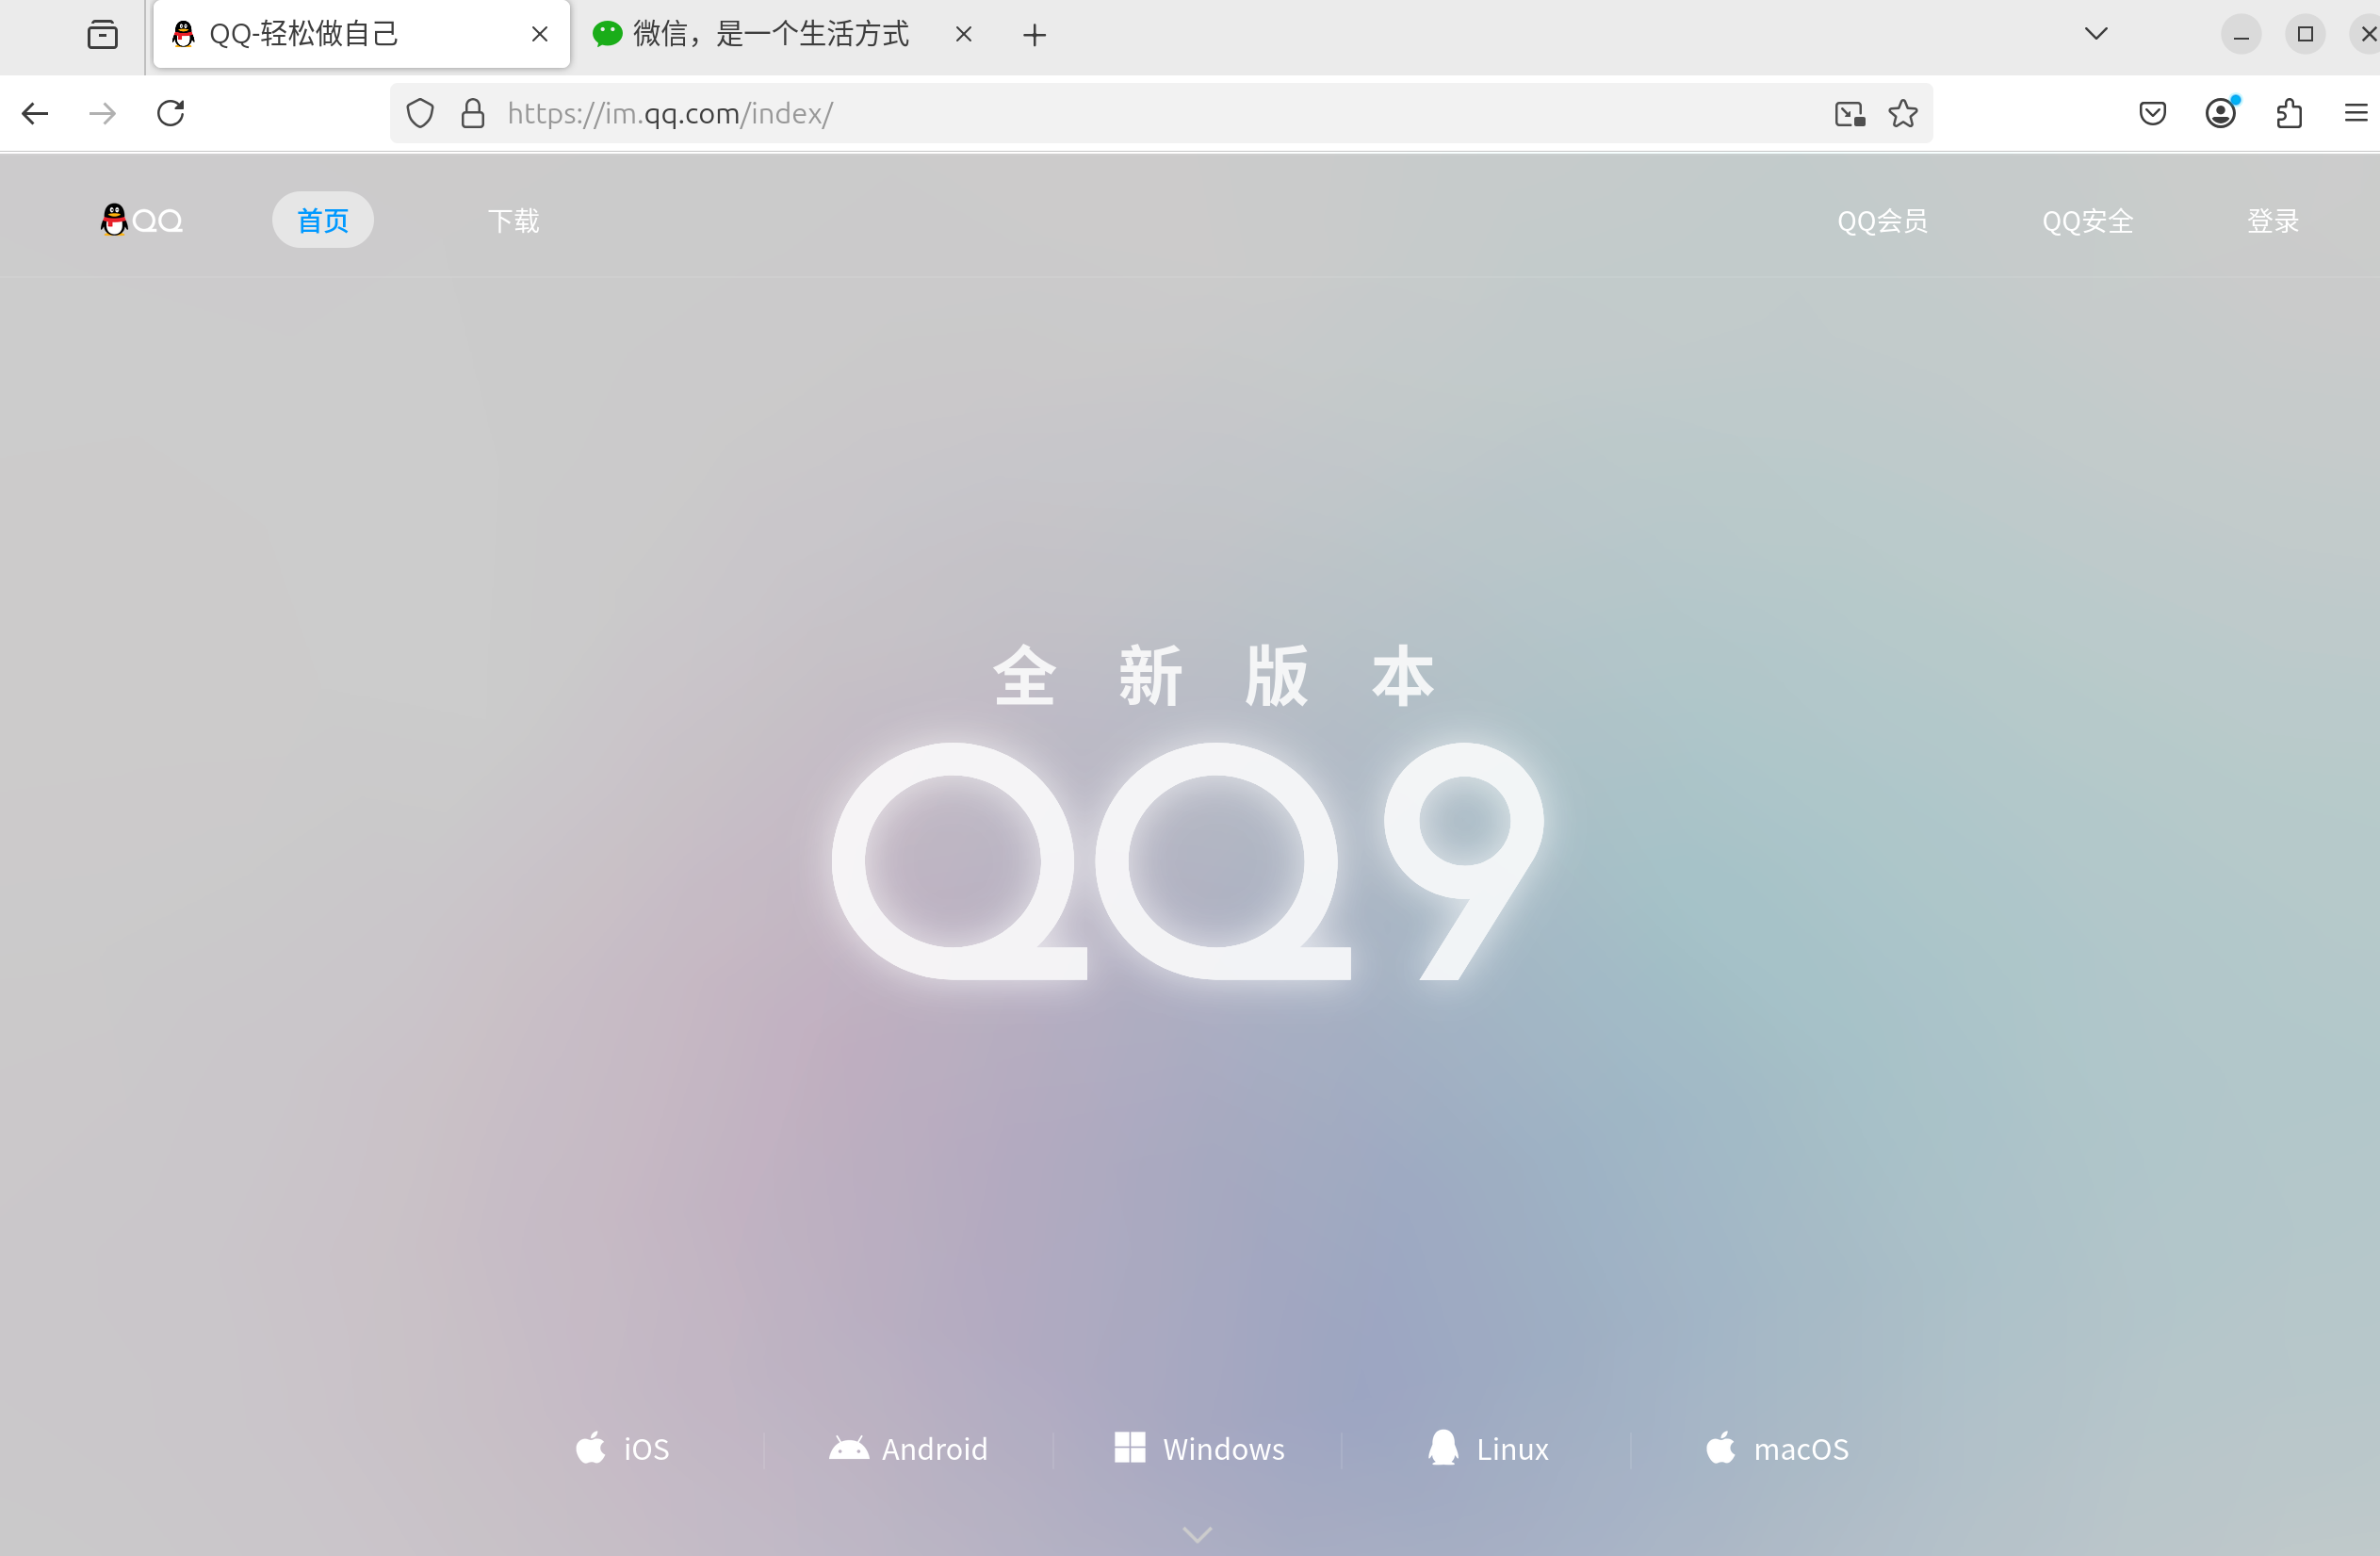 QQ-轻松做自己
微信，是一个生活方式
https://im.qq.com/index/
QQ 首页 下载 QQ会员 QQ安全 登录
全新版本
QQ9
iOS Android Windows Linux macOS